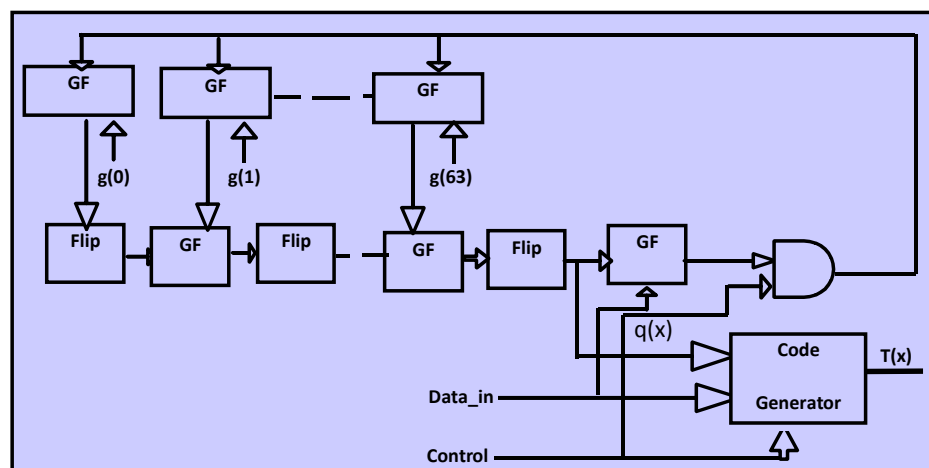 GF
GF
GF
g(0)
g(1)
g(63)
Flip
GF
Flip
GF
Flip
GF
q(x)
Code
Generator
T(x)
Data_in
Control